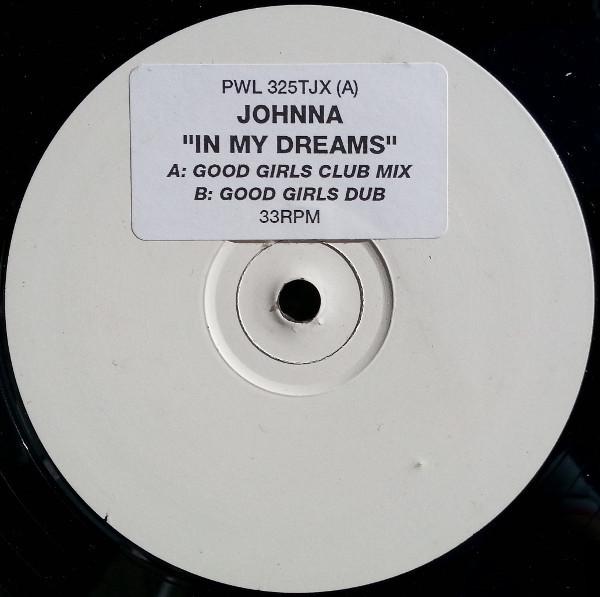 PWL 325TJX (A)
JOHNNA
"IN MY DREAMS"
A: GOOD GIRLS CLUB MIX
B: GOOD GIRLS DUB
33RPM